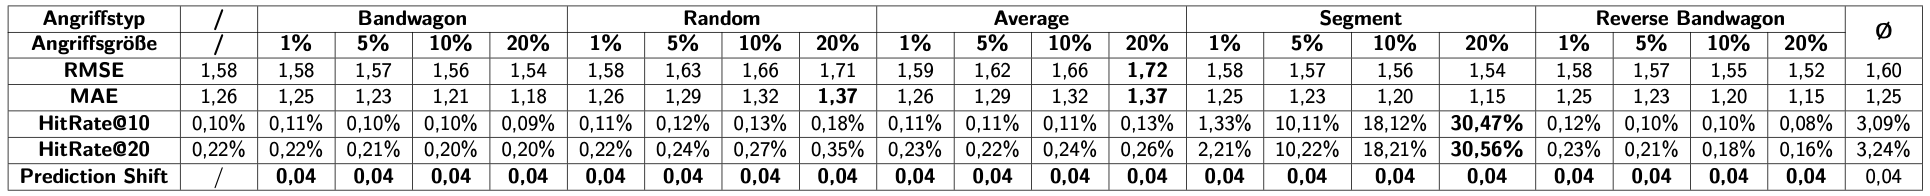 Angriffstyp / Bandwagon Random Average Segment Reverse Bandwagon Ø
Angriffsgröße / 1% 5% 10% 20% 1% 5% 10% 20% 1% 5% 10% 20% 1% 5% 10% 20% 1% 5% 10% 20%
RMSE 1,58 1,58 1,57 1,56 1,54 1,58 1,63 1,66 1,71 1,59 1,62 1,66 1,72 1,58 1,57 1,56 1,54 1,58 1,57 1,55 1,52 1,60
MAE 1,26 1,25 1,23 1,21 1,18 1,26 1,29 1,32 1,37 1,26 1,29 1,32 1,37 1,25 1,23 1,20 1,15 1,25 1,23 1,20 1,15 1,25
HitRate@10 0,10% 0,11% 0,10% 0,10% 0,09% 0,11% 0,12% 0,13% 0,18% 0,11% 0,11% 0,11% 0,13% 1,33% 10,11% 18,12% 30,47% 0,12% 0,10% 0,10% 0,08% 3,09%
HitRate@20 0,22% 0,22% 0,21% 0,20% 0,20% 0,22% 0,24% 0,27% 0,35% 0,23% 0,22% 0,24% 0,26% 2,21% 10,22% 18,21% 30,56% 0,23% 0,21% 0,18% 0,16% 3,24%
Prediction Shift / 0,04 0,04 0,04 0,04 0,04 0,04 0,04 0,04 0,04 0,04 0,04 0,04 0,04 0,04 0,04 0,04 0,04 0,04 0,04 0,04 0,04